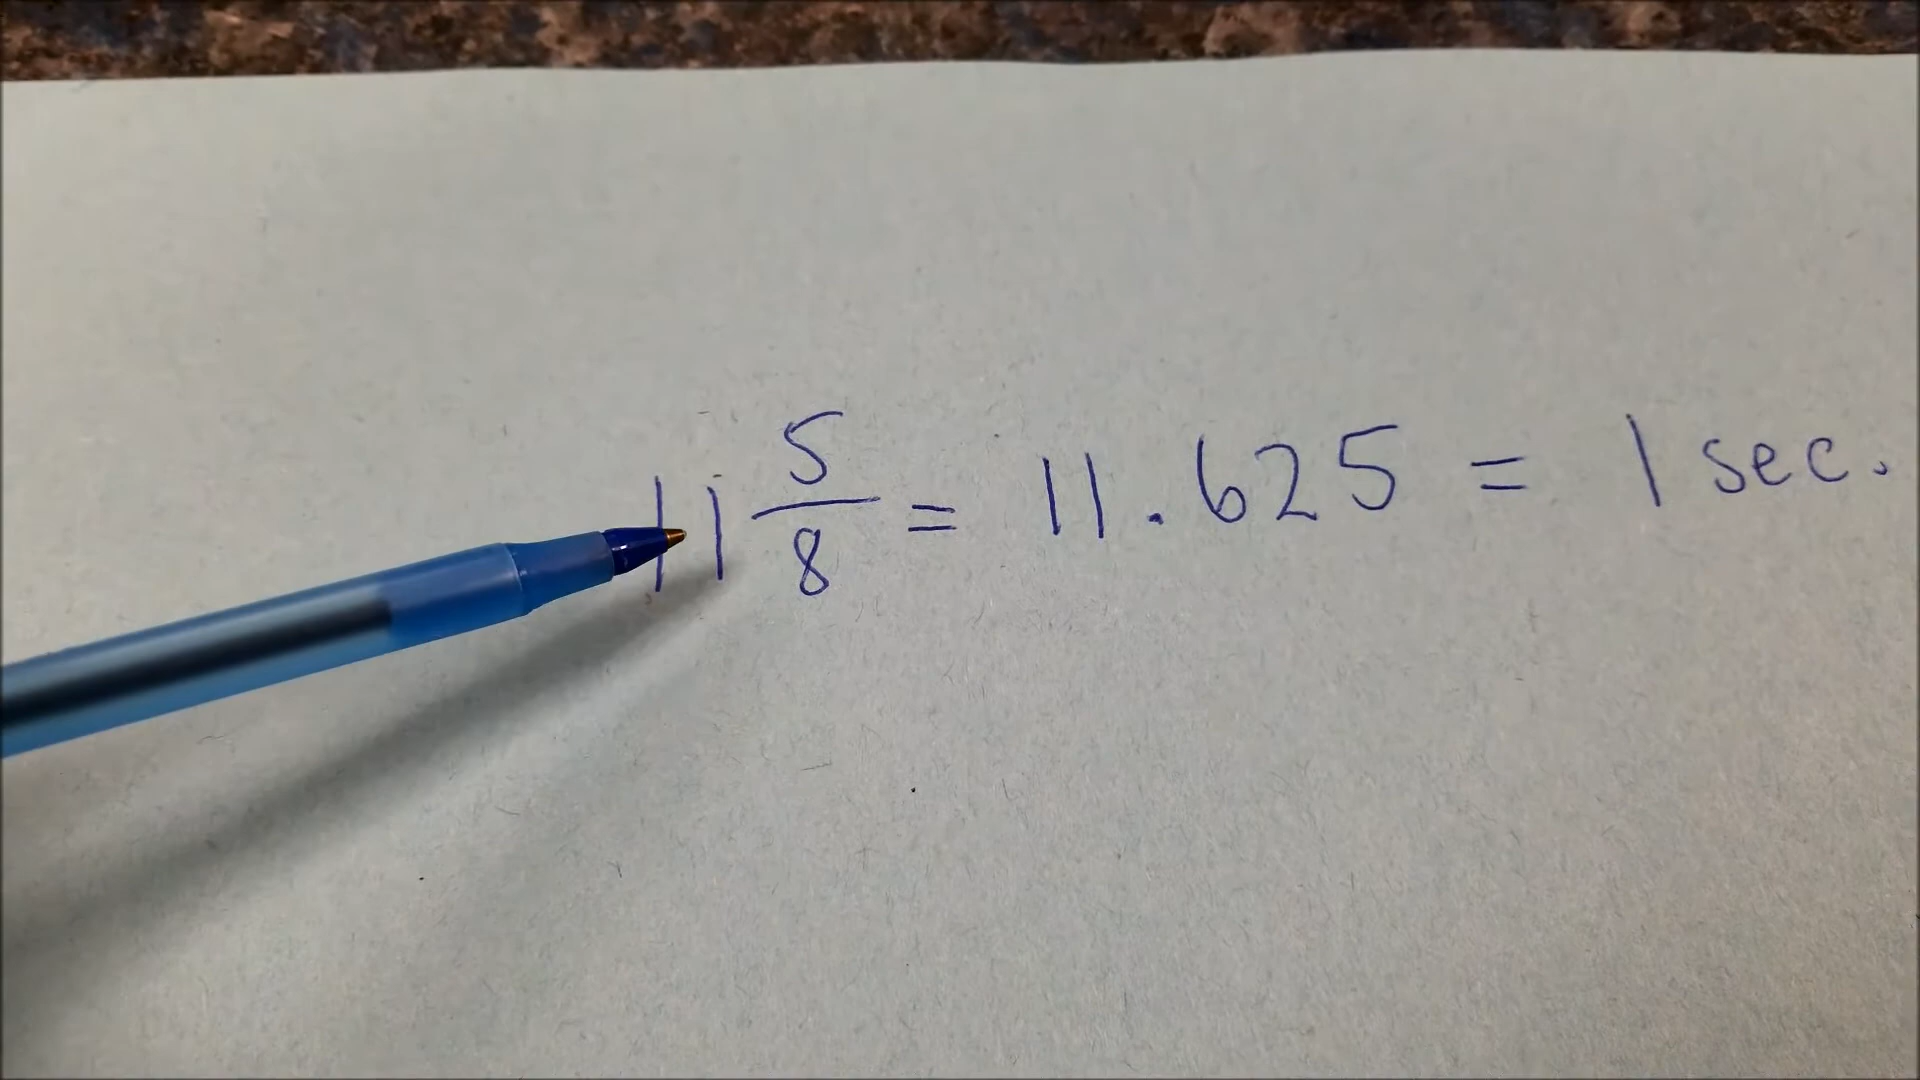 11 5/8 = 11.625 = 1 sec.